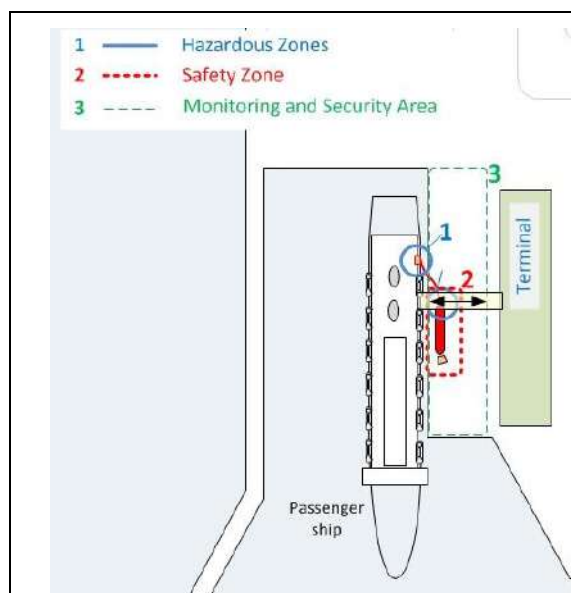 1 Hazardous Zones
2 Safety Zone
3 Monitoring and Security Area
3
1
2
Terminal
Passenger
ship